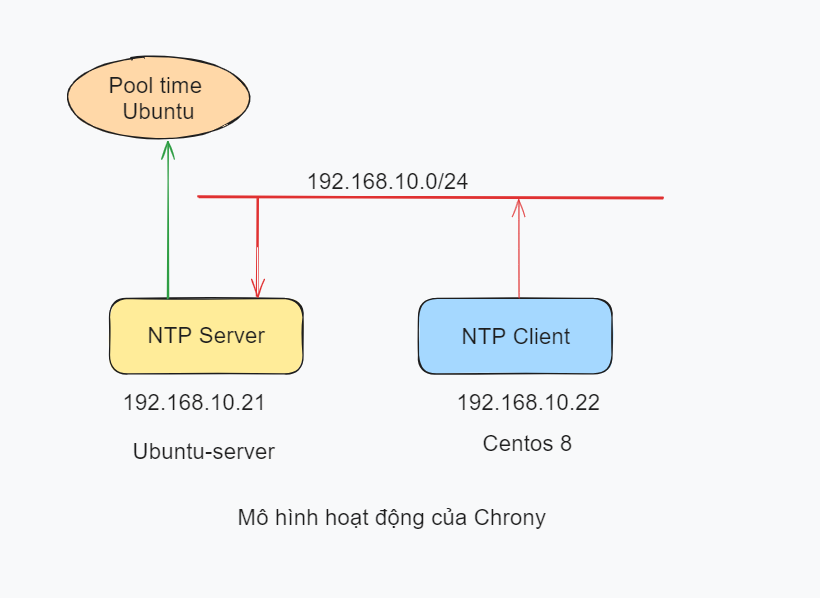 Pool time
Ubuntu
192.168.10.0/24
NTP Server
NTP Client
192.168.10.21
192.168.10.22
Ubuntu-server
Centos 8
Mô hình hoạt động của Chrony